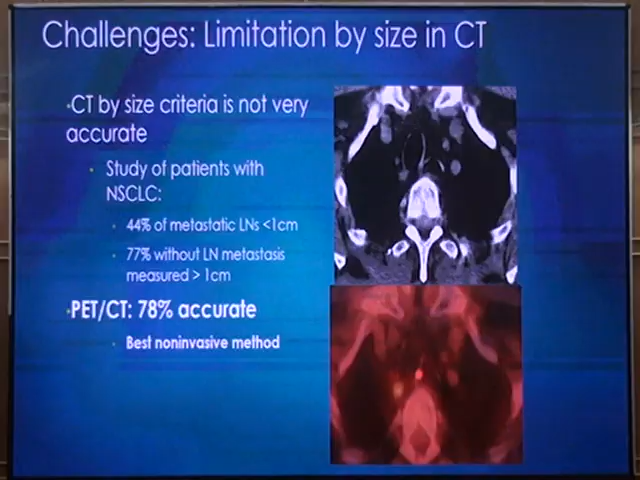 Challenges: Limitation by size in CT
•CT by size criteria is not very
accurate
• Study of patients with
NSCLC:
• 44% of metastatic LNs <1cm
• 77% without LN metastasis
measured > 1cm
•PET/CT: 78% accurate
• Best noninvasive method